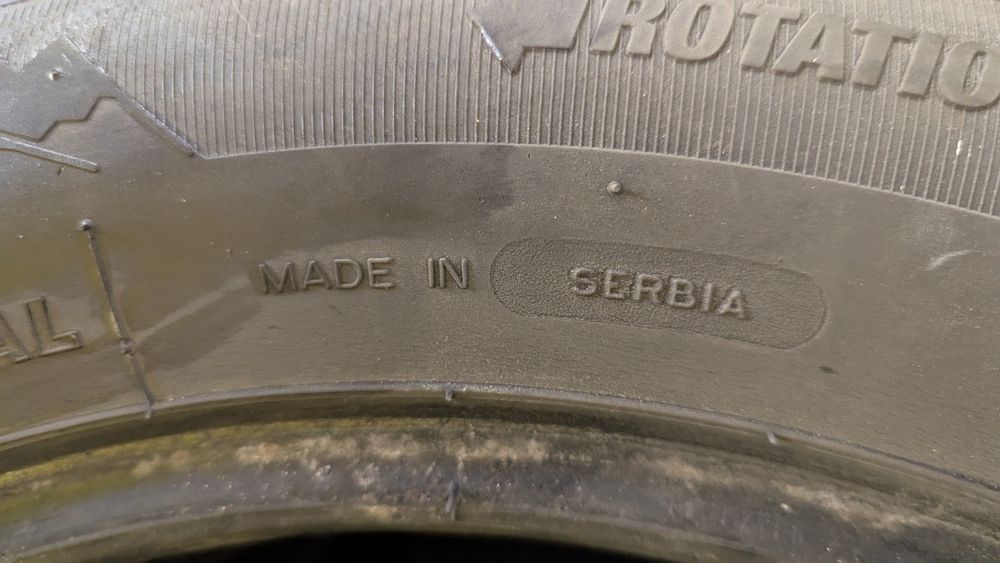 ROTATIO
MADE IN SERBIA
AL